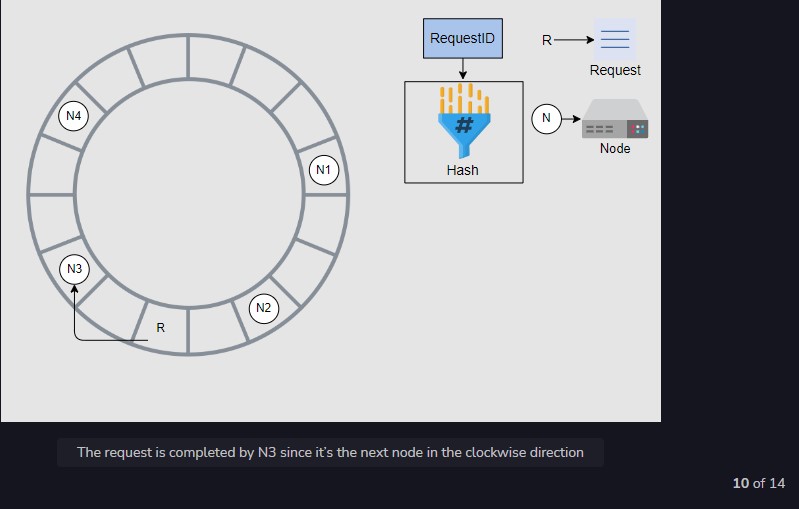 RequestID
R
Request
#
Hash
N
Node
N4
N1
N3
N2
R
The request is completed by N3 since it's the next node in the clockwise direction
10 of 14